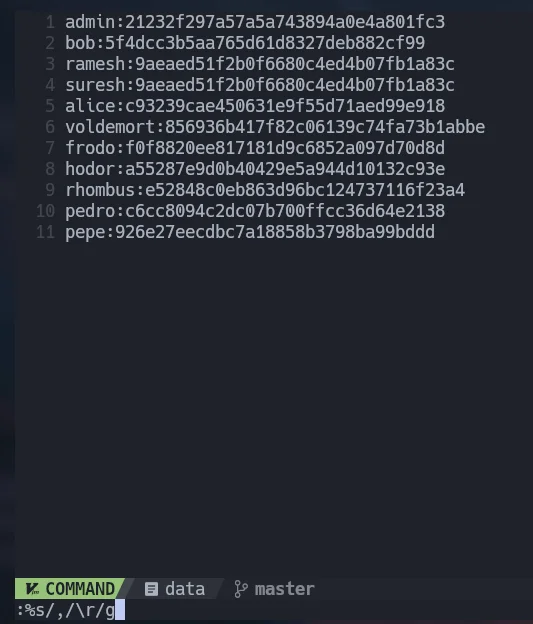 1 admin:21232f297a57a5a743894a0e4a801fc3
2 bob:5f4dcc3b5aa765d61d8327deb882cf99
3 ramesh:9aeaed51f2b0f6680c4ed4b07fb1a83c
4 suresh:9aeaed51f2b0f6680c4ed4b07fb1a83c
5 alice:c93239cae450631e9f55d71aed99e918
6 voldemort:856936b417f82c06139c74fa73b1abbe
7 frodo:f0f8820ee817181d9c6852a097d70d8d
8 hodor:a55287e9d0b40429e5a944d10132c93e
9 rhombus:e52848c0eb863d96bc124737116f23a4
10 pedro:c6cc8094c2dc07b700ffcc36d64e2138
11 pepe:926e27eecdbc7a18858b3798ba99bddd
COMMAND data master
:%s/,/\r/g